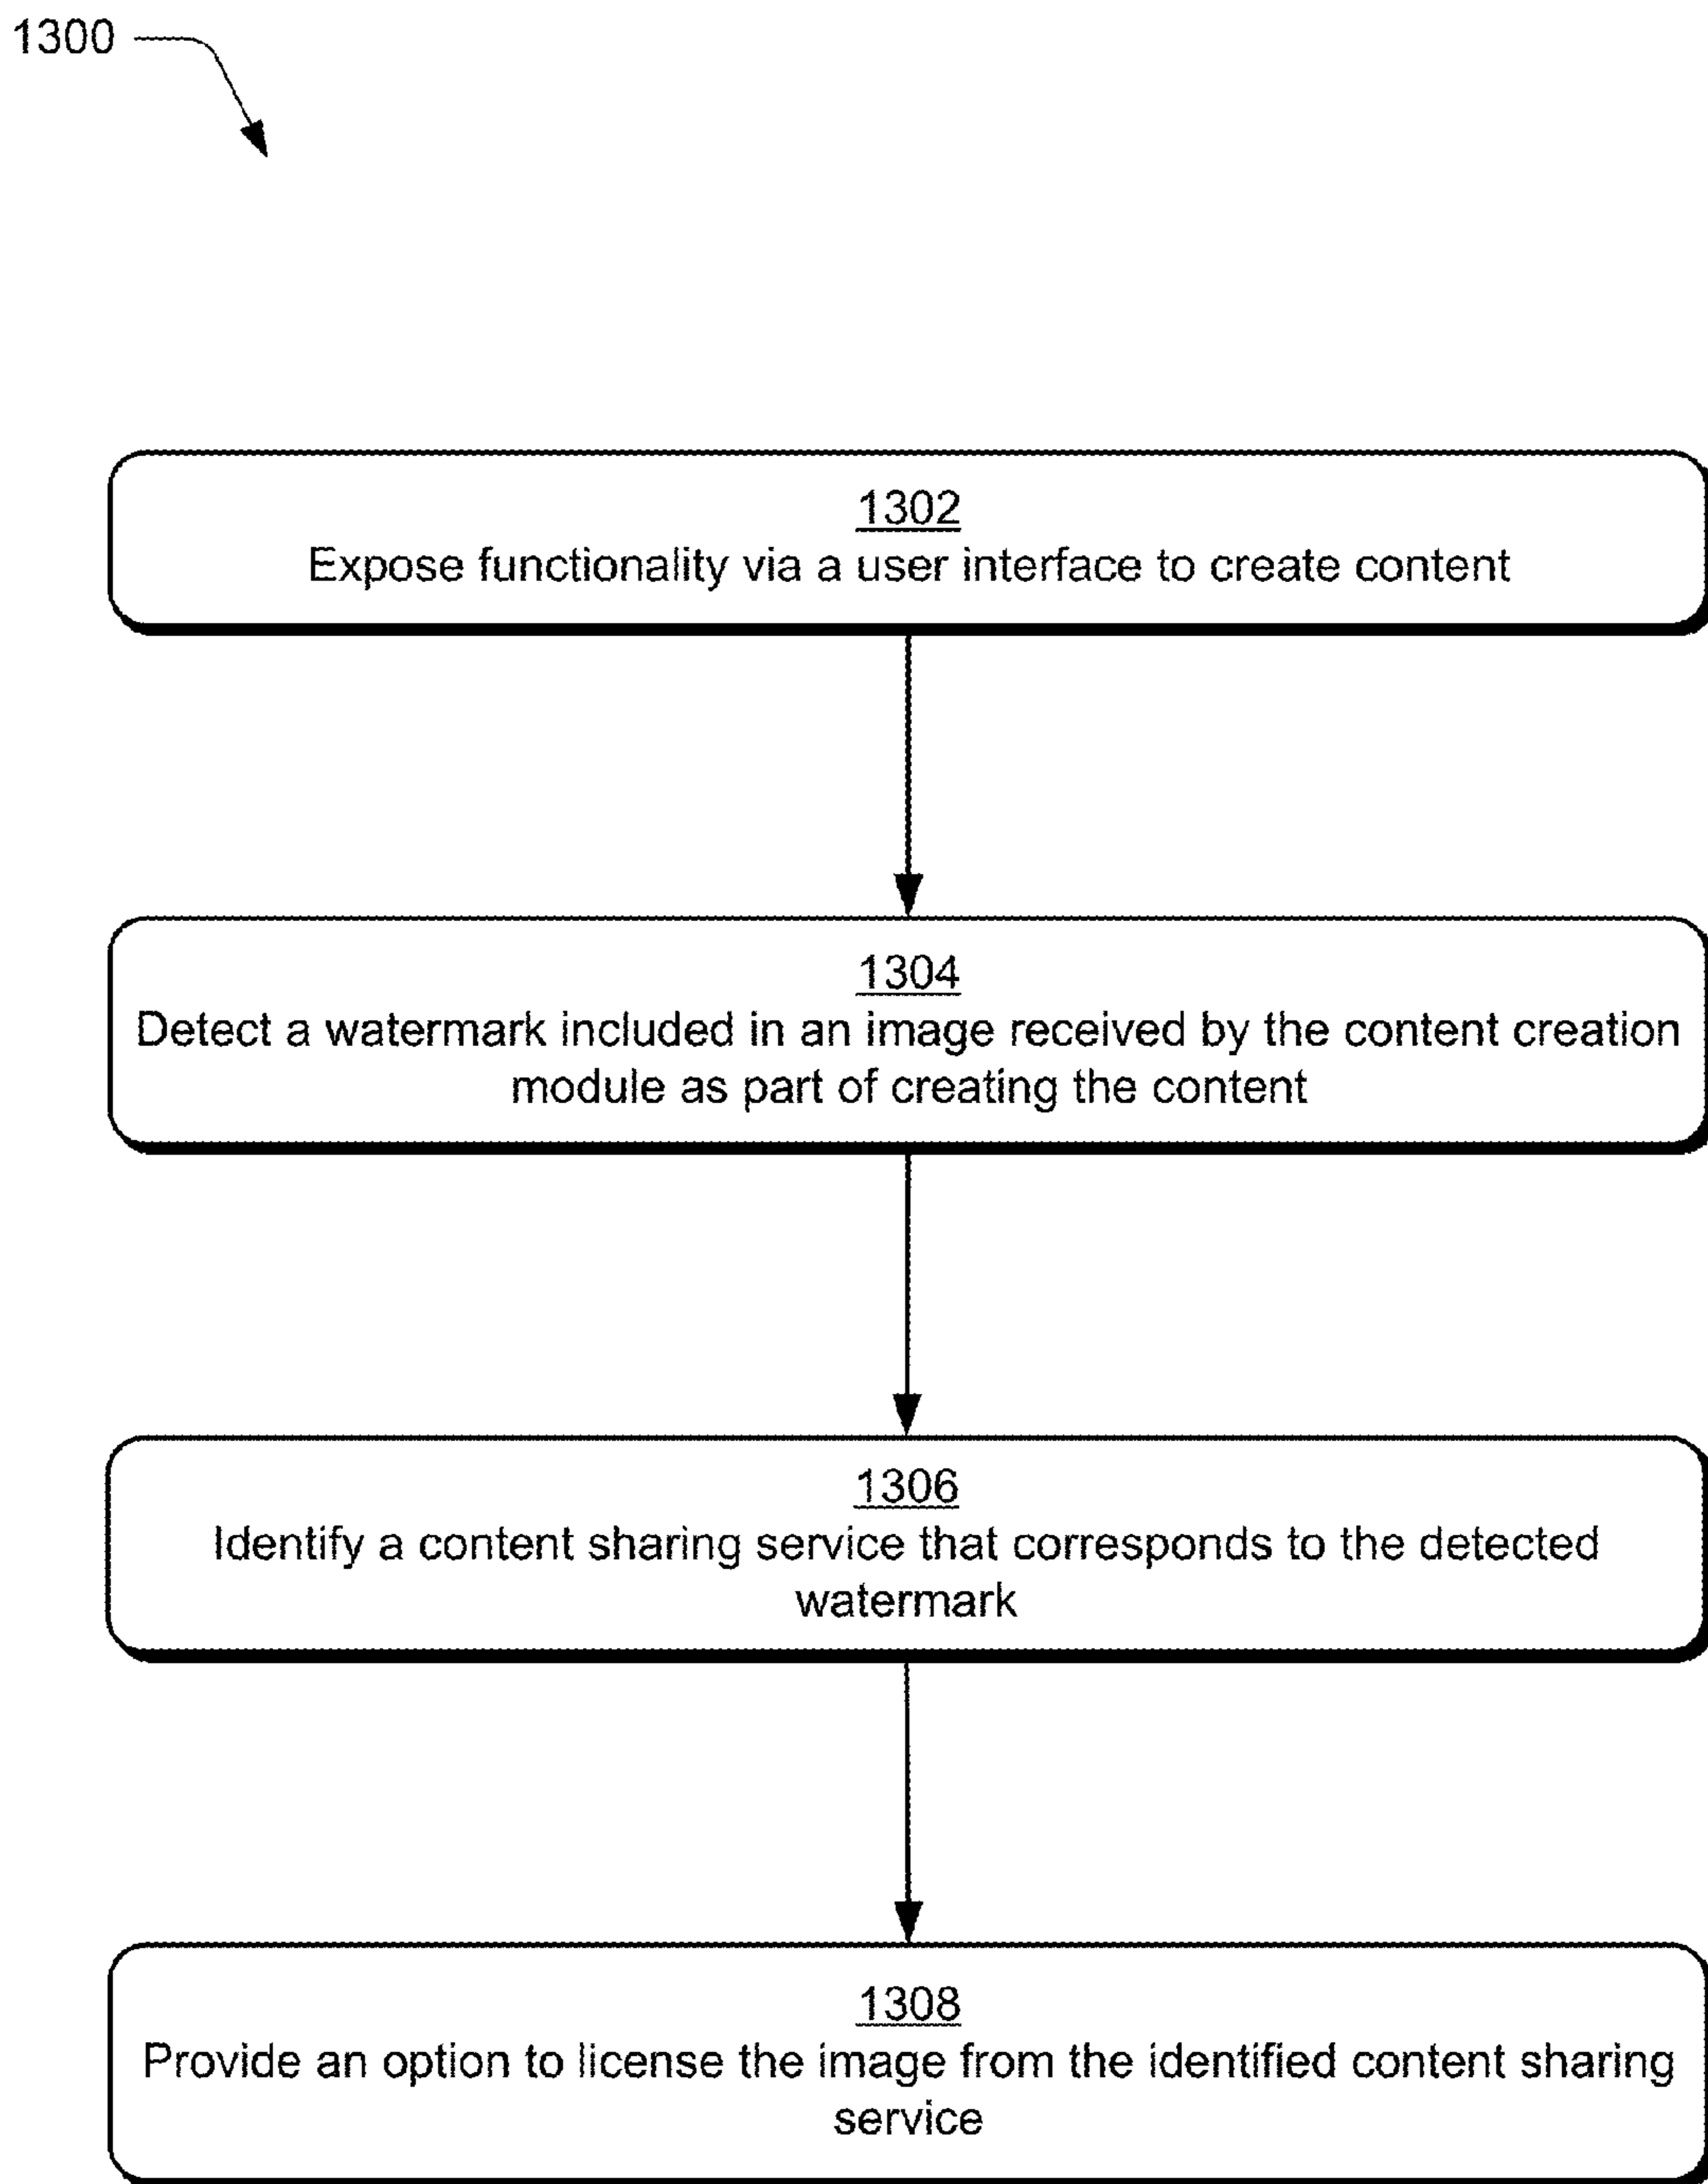 1300
1302
Expose functionality via a user interface to create content
1304
Detect a watermark included in an image received by the content creation
module as part of creating the content
1306
Identify a content sharing service that corresponds to the detected
watermark
1308
Provide an option to license the image from the identified content sharing
service